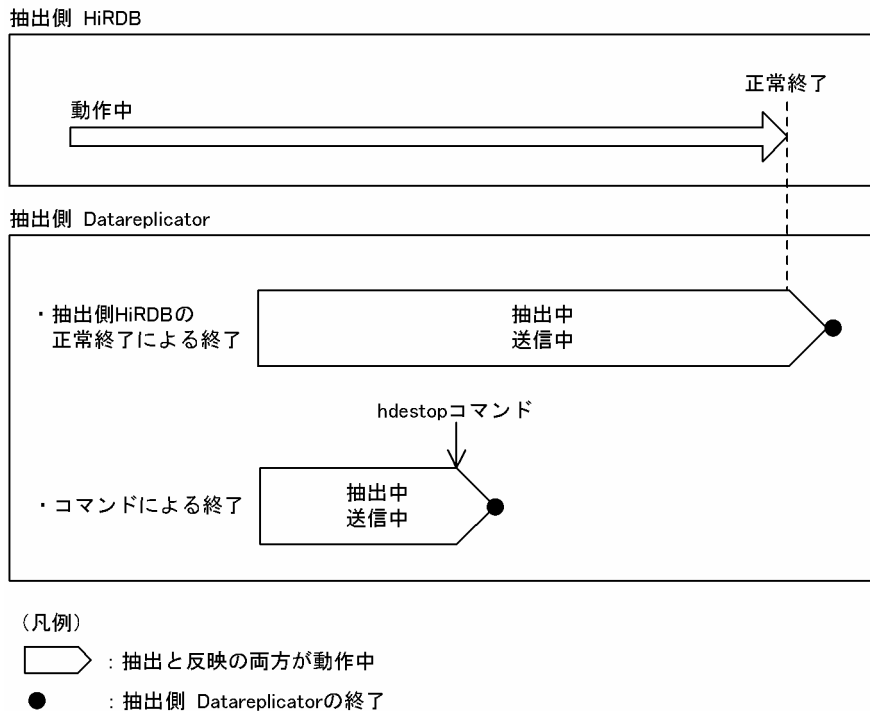 抽出側 HiRDB
正常終了
動作中
抽出側 Datareplicator
・抽出側HiRDBの
正常終了による終了
抽出中
送信中
hdestopコマンド
・コマンドによる終了
抽出中
送信中
（凡例）
：抽出と反映の両方が動作中
：抽出側 Datareplicatorの終了